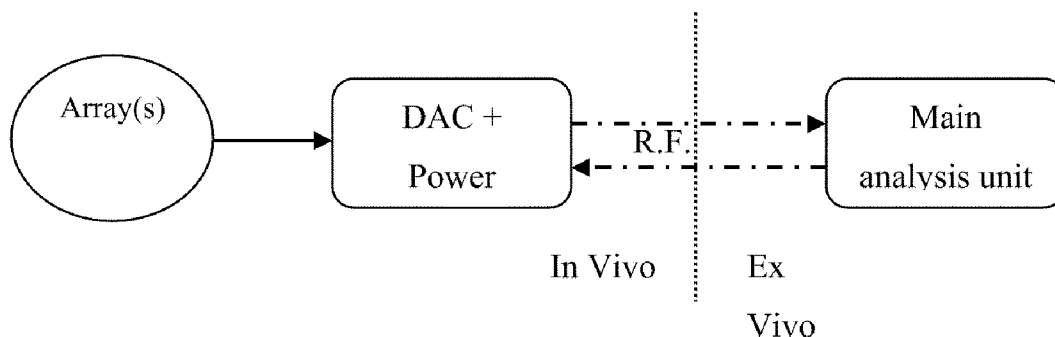 Array(s)
DAC +
Power
R.F.
Main
analysis unit
In Vivo
Ex
Vivo